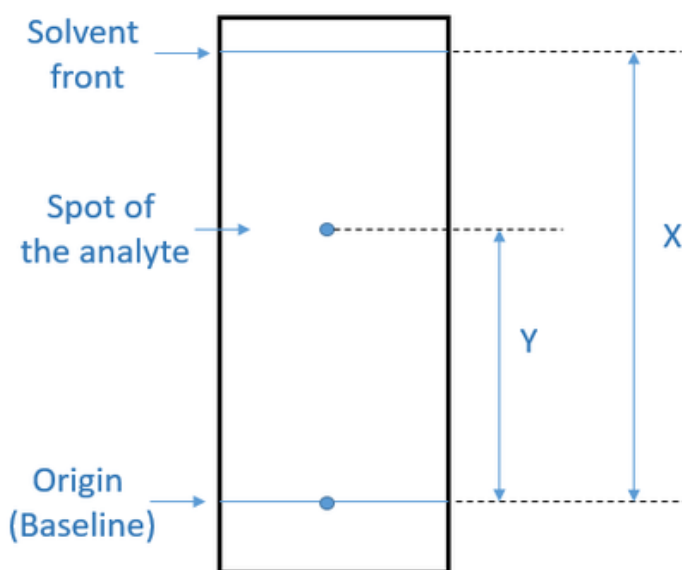 Solvent
front
Spot of
the analyte
X
Y
Origin
(Baseline)